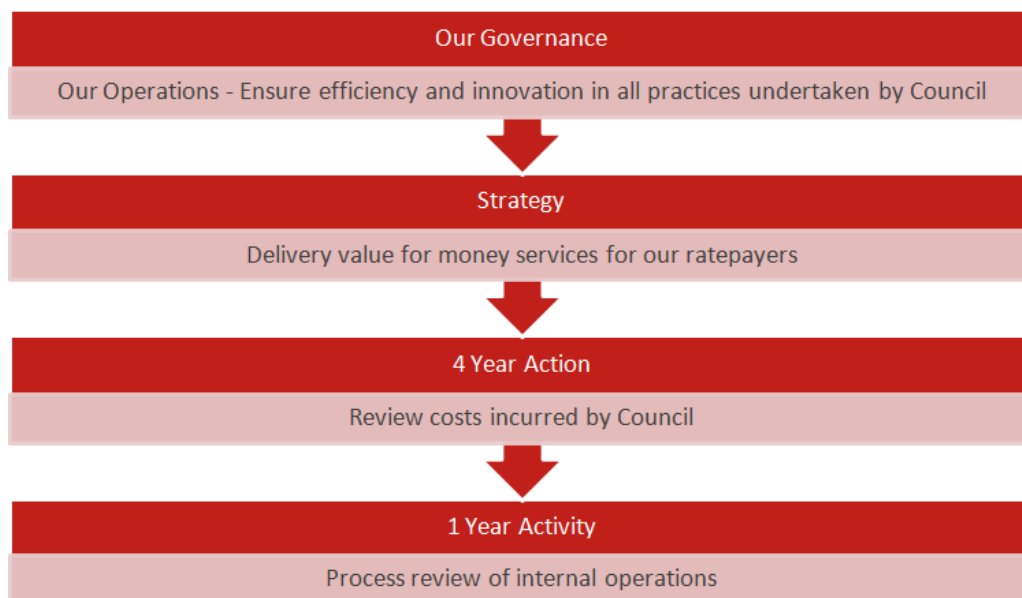 Our Governance
Our Operations - Ensure efficiency and innovation in all practices undertaken by Council
Strategy
Delivery value for money services for our ratepayers
4 Year Action
Review costs incurred by Council
1 Year Activity
Process review of internal operations